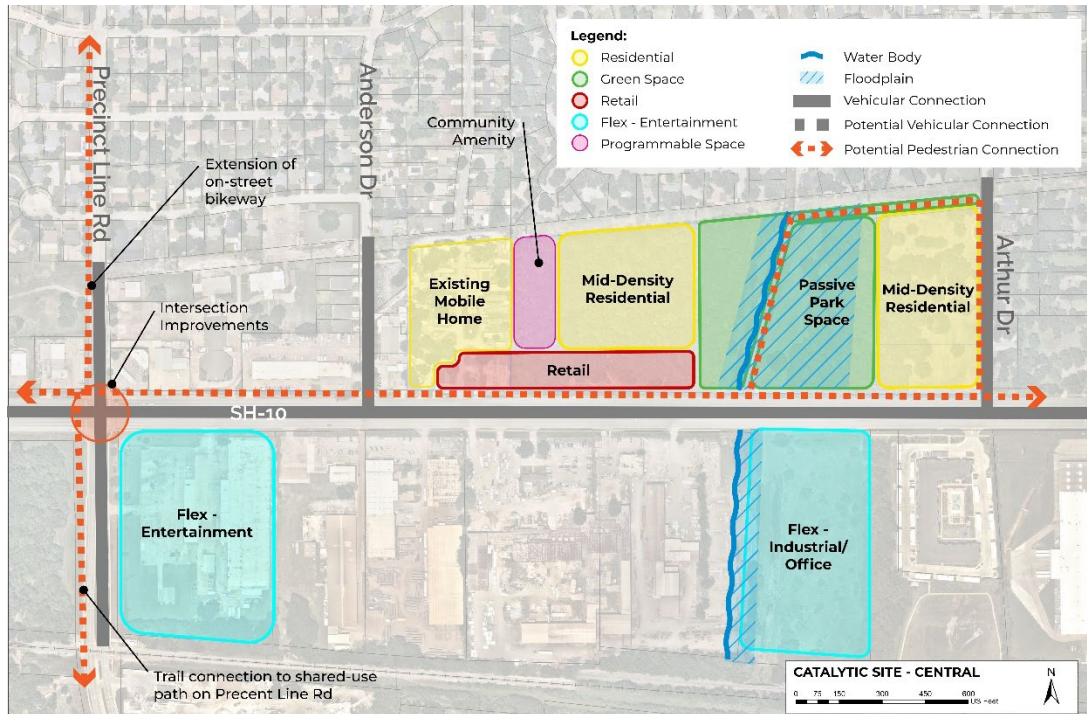 Legend:
Residential
Green Space
Retail
Flex - Entertainment
Programmable Space
Water Body
Floodplain
Vehicular Connection
Potential Vehicular Connection
Potential Pedestrian Connection
Precinct Line Rd
Anderson Dr
Arthur Dr
Community
Amenity
Extension of
on-street
bikeway
Intersection
Improvements
Existing
Mobile
Home
Mid-Density
Residential
Passive
Park
Space
Mid-Density
Residential
Retail
SH-10
Flex -
Entertainment
Flex -
Industrial/
Office
Trail connection to shared-use
path on Precent Line Rd
CATALYTIC SITE - CENTRAL
N
0 75 150 300 450 600
US Feet